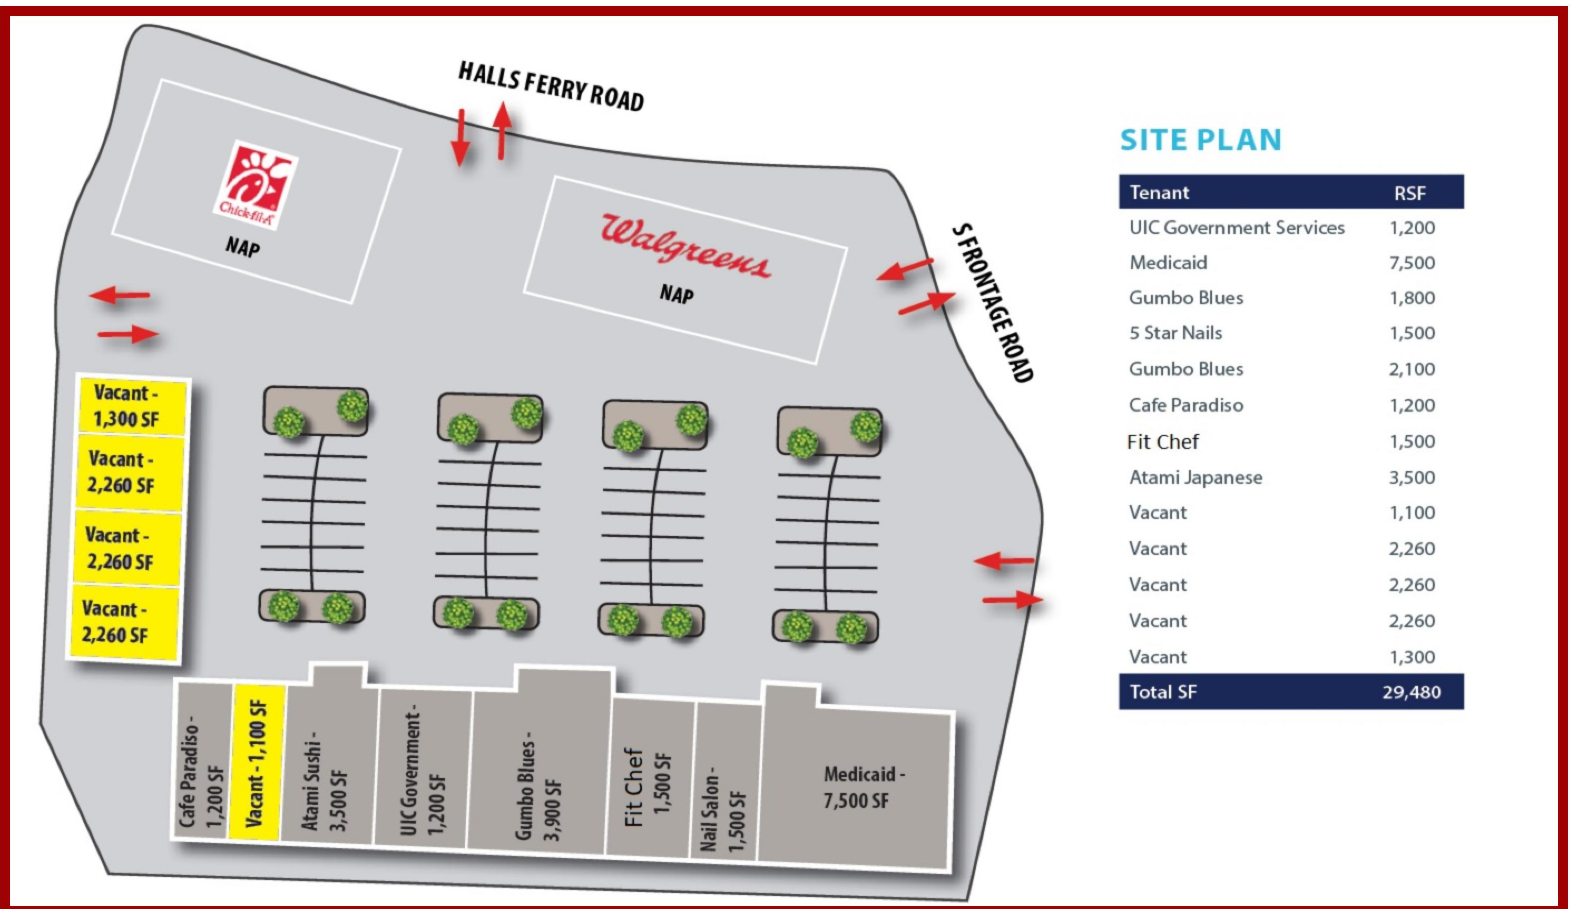 HALLS FERRY ROAD
Chick-fil-A
NAP
Walgreens
NAP
S FRONTAGE ROAD
Vacant -
1,300 SF
Vacant -
2,260 SF
Vacant -
2,260 SF
Vacant -
2,260 SF
Cafe Paradiso -
1,200 SF
Vacant - 1,100 SF
Atami Sushi -
3,500 SF
UIC Government -
1,200 SF
Gumbo Blues -
3,900 SF
Fit Chef
1,500 SF
Nail Salon -
1,500 SF
Medicaid -
7,500 SF
SITE PLAN
Tenant RSF
UIC Government Services 1,200
Medicaid 7,500
Gumbo Blues 1,800
5 Star Nails 1,500
Gumbo Blues 2,100
Cafe Paradiso 1,200
Fit Chef 1,500
Atami Japanese 3,500
Vacant 1,100
Vacant 2,260
Vacant 2,260
Vacant 2,260
Vacant 1,300
Total SF 29,480